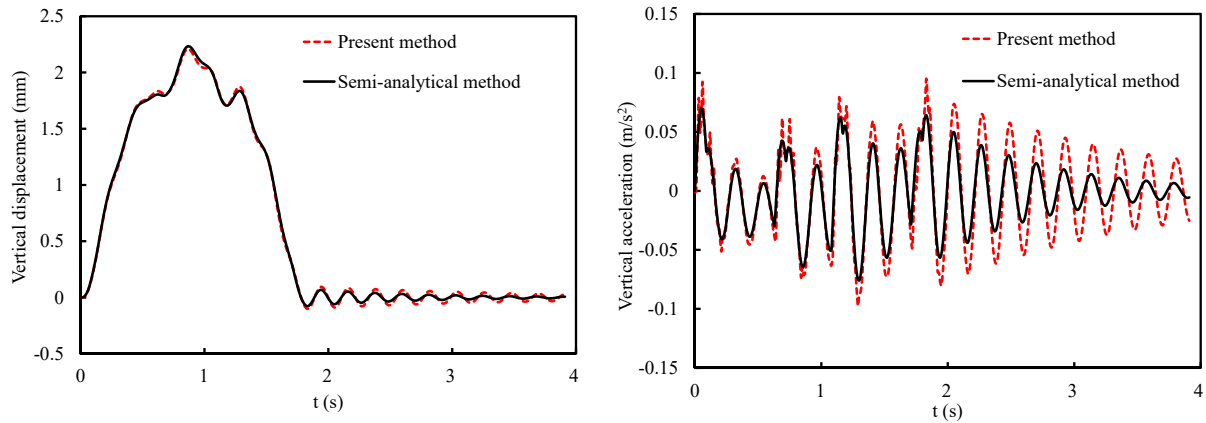 Vertical displacement (mm)
2.5
2
1.5
1
0.5
0
-0.5
0 1 2 3 4
t (s)
Present method
Semi-analytical method
Vertical acceleration (m/s²)
0.15
0.1
0.05
0
-0.05
-0.1
-0.15
0 1 2 3 4
t (s)
Present method
Semi-analytical method